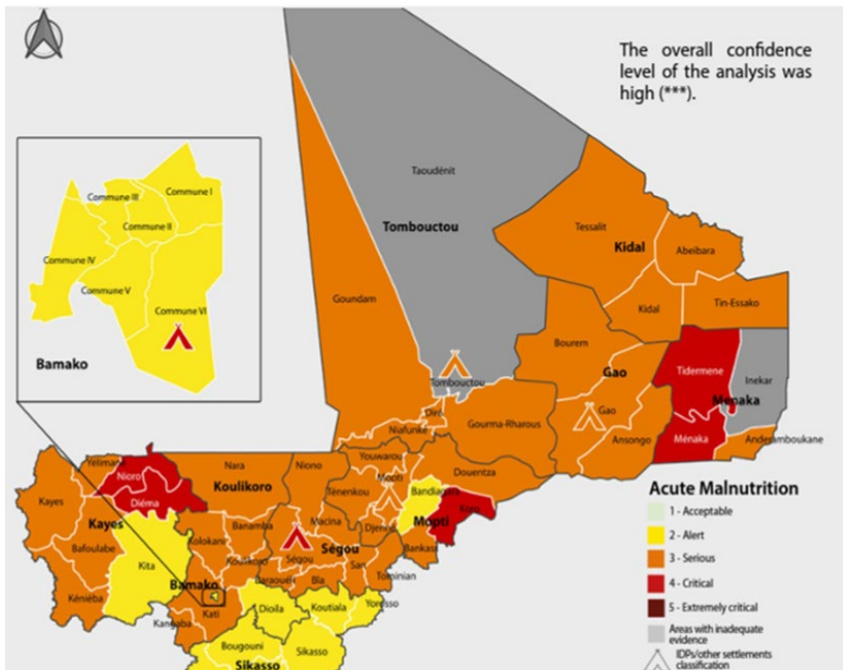 The overall confidence
level of the analysis was
high (***).
Commune I
Commune III
Commune II
Commune IV
Commune V
Commune VI
Bamako
Taoudénit
Tombouctou
Tessalit
Kidal
Abeibara
Goundam
Kidal
Tin-Essako
Bourem
Gao
Tidermene
Inekar
Menaka
Tombouctou
Diré
Gao
Niafunke
Gourma-Rharous
Ansongo
Ménaka
Anderamboukane
Yelimane
Nioro
Nara
Niono
Youwarou
Mopti
Douentza
Diéma
Koulikoro
Tenenkou
Bandiagara
Koro
Kayes
Kayes
Banamba
Macina
Djenné
Mopti
Bafoulabe
Kolokani
Ségou
Bankass
Kita
Koulikoro
Ségou
San
Tominian
Bamako
Baraouéli
Bla
Kéniéba
Kati
Dioila
Koutiala
Yorosso
Kangaba
Bougouni
Sikasso
Sikasso
Acute Malnutrition
1 - Acceptable
2 - Alert
3 - Serious
4 - Critical
5 - Extremely critical
Areas with inadequate
evidence
IDPs/other settlements
classification